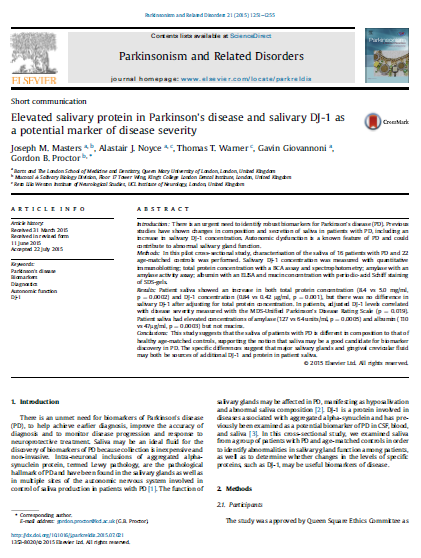 Parkinsonism and Related Disorders 21 (2015) 1251–1255
Contents lists available at ScienceDirect
Parkinsonism and Related Disorders
journal homepage: www.elsevier.com/locate/parkreldis
ELSEVIER
Short communication
Elevated salivary protein in Parkinson's disease and salivary DJ-1 as
a potential marker of disease severity
CrossMark
Joseph M. Masters a, b, Alastair J. Noyce a, c, Thomas T. Warner c, Gavin Giovannoni a,
Gordon B. Proctor b, *
a Barts and The London School of Medicine and Dentistry, Queen Mary University of London, London, United Kingdom
b Mucosal & Salivary Biology Division, Floor 17 Tower Wing, King's College London Dental Institute, London, United Kingdom
c Reta Lila Weston Institute of Neurological Studies, UCL Institute of Neurology, London, United Kingdom
ARTICLE INFO
Article history:
Received 31 March 2015
Received in revised form
11 June 2015
Accepted 22 July 2015
Keywords:
Parkinson's disease
Biomarkers
Diagnostics
Autonomic function
DJ-1
ABSTRACT
Introduction: There is an urgent need to identify robust biomarkers for Parkinson's disease (PD). Previous
studies have shown changes in composition and secretion of saliva in patients with PD, including an
increase in salivary DJ-1 concentration. Autonomic dysfunction is a known feature of PD and could
contribute to abnormal salivary gland function.
Methods: In this pilot cross-sectional study, characterisation of the saliva of 16 patients with PD and 22
age-matched controls was performed. Salivary DJ-1 concentration was measured with quantitative
immunoblotting; total protein concentration with a BCA assay and spectrophotometry; amylase with an
amylase activity assay; albumin with an ELISA and mucin concentration with periodic-acid Schiff staining
of SDS-gels.
Results: Patient saliva showed an increase in both total protein concentration (8.4 vs 5.0 mg/ml,
p = 0.0002) and DJ-1 concentration (0.84 vs 0.42 μg/ml, p = 0.001), but there was no difference in
salivary DJ-1 after adjusting for total protein concentration. In patients, adjusted DJ-1 levels correlated
with disease severity measured with the MDS-Unified Parkinson's Disease Rating Scale (p = 0.019).
Patient saliva had elevated concentrations of amylase (127 vs 64 units/ml, p = 0.0005) and albumin (110
vs 47μg/ml, p = 0.0003) but not mucins.
Conclusions: This study suggests that the saliva of patients with PD is different in composition to that of
healthy age-matched controls, supporting the notion that saliva may be a good candidate for biomarker
discovery in PD. The specific differences suggest that major salivary glands and gingival crevicular fluid
may both be sources of additional DJ-1 and protein in patient saliva.
© 2015 Elsevier Ltd. All rights reserved.
1. Introduction
There is an unmet need for biomarkers of Parkinson's disease
(PD), to help achieve earlier diagnosis, improve the accuracy of
diagnosis and to monitor disease progression and response to
neuroprotective treatment. Saliva may be an ideal fluid for the
discovery of biomarkers of PD because collection is inexpensive and
non-invasive. Intra-neuronal inclusions of aggregated alpha-
synuclein protein, termed Lewy pathology, are the pathological
hallmark of PD and have been found in the salivary glands as well as
in multiple sites of the autonomic nervous system involved in
control of saliva production in patients with PD [1]. The function of
* Corresponding author.
E-mail address: gordon.proctor@kcl.ac.uk (G.B. Proctor).
http://dx.doi.org/10.1016/j.parkreldis.2015.07.021
1353-8020/© 2015 Elsevier Ltd. All rights reserved.
salivary glands may be affected in PD, manifesting as hyposalivation
and abnormal saliva composition [2]. DJ-1 is a protein involved in
diseases associated with aggregated alpha-synuclein and has pre-
viously been examined as a potential biomarker of PD in CSF, blood,
and saliva [3]. In this cross-sectional study, we examined saliva
from a group of patients with PD and age-matched controls in order
to identify abnormalities in salivary gland function among patients,
as well as to determine whether changes in the levels of specific
proteins, such as DJ-1, may be useful biomarkers of disease.
2. Methods
2.1. Participants
The study was approved by Queen Square Ethics Committee as